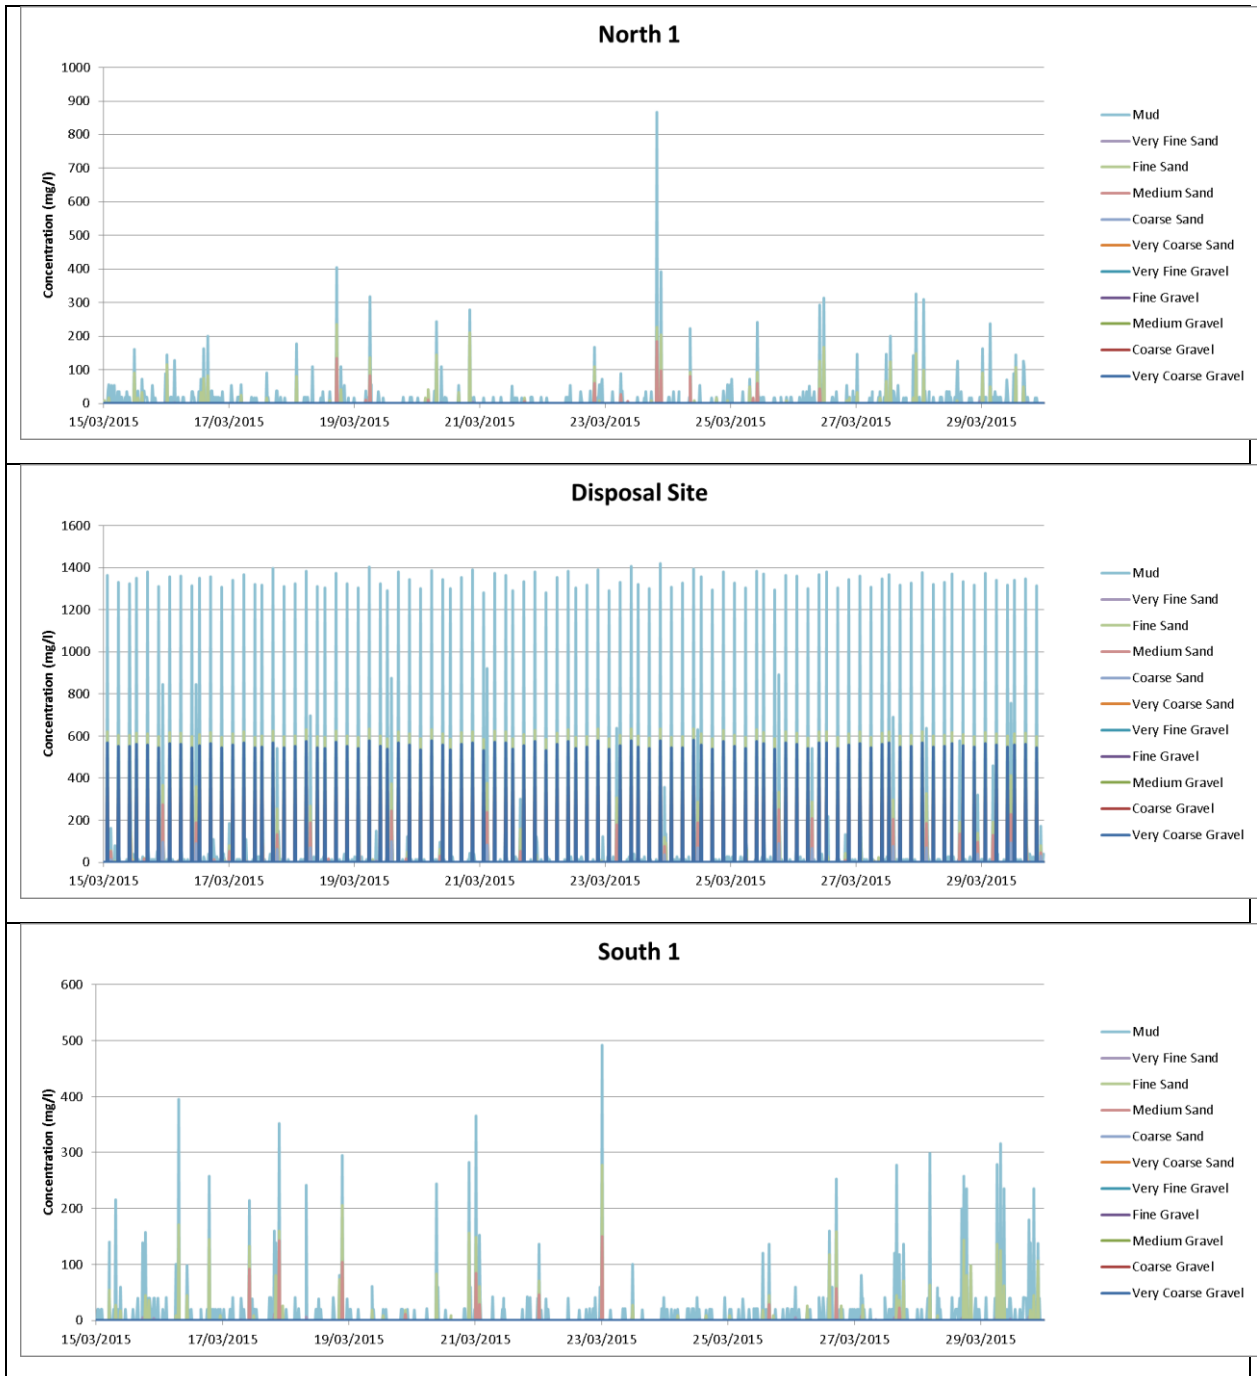 North 1
1000
900
800
700
600
500
400
300
200
100
0
Concentration (mg/l)
15/03/2015 17/03/2015 19/03/2015 21/03/2015 23/03/2015 25/03/2015 27/03/2015 29/03/2015
Mud
Very Fine Sand
Fine Sand
Medium Sand
Coarse Sand
Very Coarse Sand
Very Fine Gravel
Fine Gravel
Medium Gravel
Coarse Gravel
Very Coarse Gravel
Disposal Site
1600
1400
1200
1000
800
600
400
200
0
Concentration (mg/l)
15/03/2015 17/03/2015 19/03/2015 21/03/2015 23/03/2015 25/03/2015 27/03/2015 29/03/2015
Mud
Very Fine Sand
Fine Sand
Medium Sand
Coarse Sand
Very Coarse Sand
Very Fine Gravel
Fine Gravel
Medium Gravel
Coarse Gravel
Very Coarse Gravel
South 1
600
500
400
300
200
100
0
Concentration (mg/l)
15/03/2015 17/03/2015 19/03/2015 21/03/2015 23/03/2015 25/03/2015 27/03/2015 29/03/2015
Mud
Very Fine Sand
Fine Sand
Medium Sand
Coarse Sand
Very Coarse Sand
Very Fine Gravel
Fine Gravel
Medium Gravel
Coarse Gravel
Very Coarse Gravel